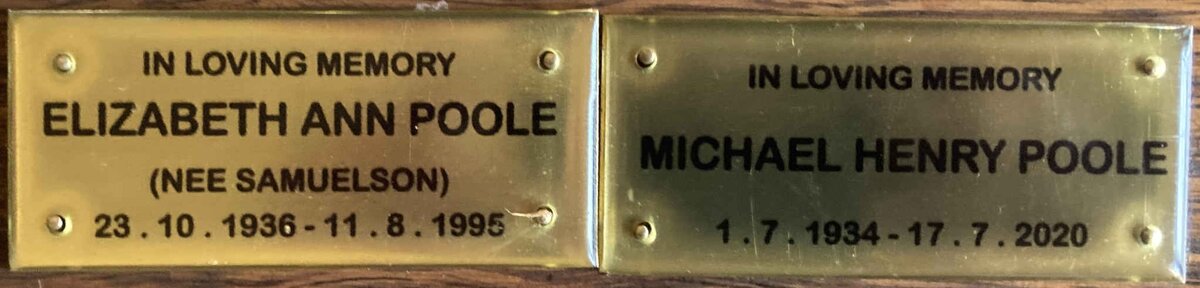 IN LOVING MEMORY
ELIZABETH ANN POOLE
(NEE SAMUELSON)
23 . 10 . 1936 - 11 . 8 . 1995
IN LOVING MEMORY
MICHAEL HENRY POOLE
1 . 7 . 1934 - 17 . 7 . 2020